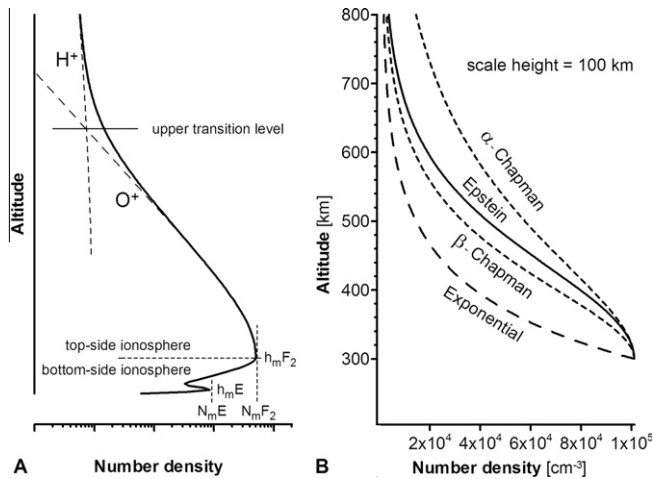 H+
upper transition level
O+
Altitude
top-side ionosphere
hmF2
bottom-side ionosphere
hmE
NmE
NmF2
A
Number density
800
700
600
500
400
300
Altitude [km]
scale height = 100 km
α- Chapman
Epstein
β- Chapman
Exponential
2x10⁴
4x10⁴
6x10⁴
8x10⁴
1x10⁵
B
Number density [cm-3]